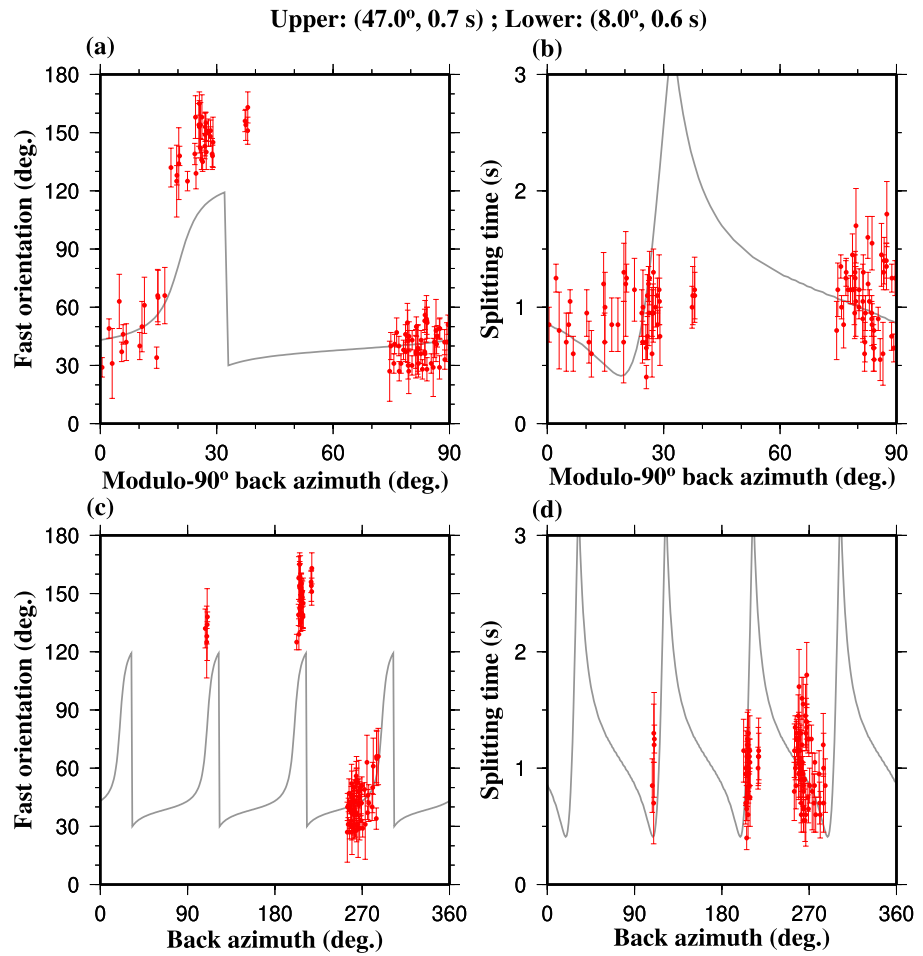 Upper: (47.0º, 0.7 s) ; Lower: (8.0º, 0.6 s)
(a)
(b)
180
150
120
90
60
30
0
Fast orientation (deg.)
0 30 60 90
Modulo-90º back azimuth (deg.)
3
2
1
0
Splitting time (s)
0 30 60 90
Modulo-90º back azimuth (deg.)
(c)
(d)
180
150
120
90
60
30
0
Fast orientation (deg.)
0 90 180 270 360
Back azimuth (deg.)
3
2
1
0
Splitting time (s)
0 90 180 270 360
Back azimuth (deg.)